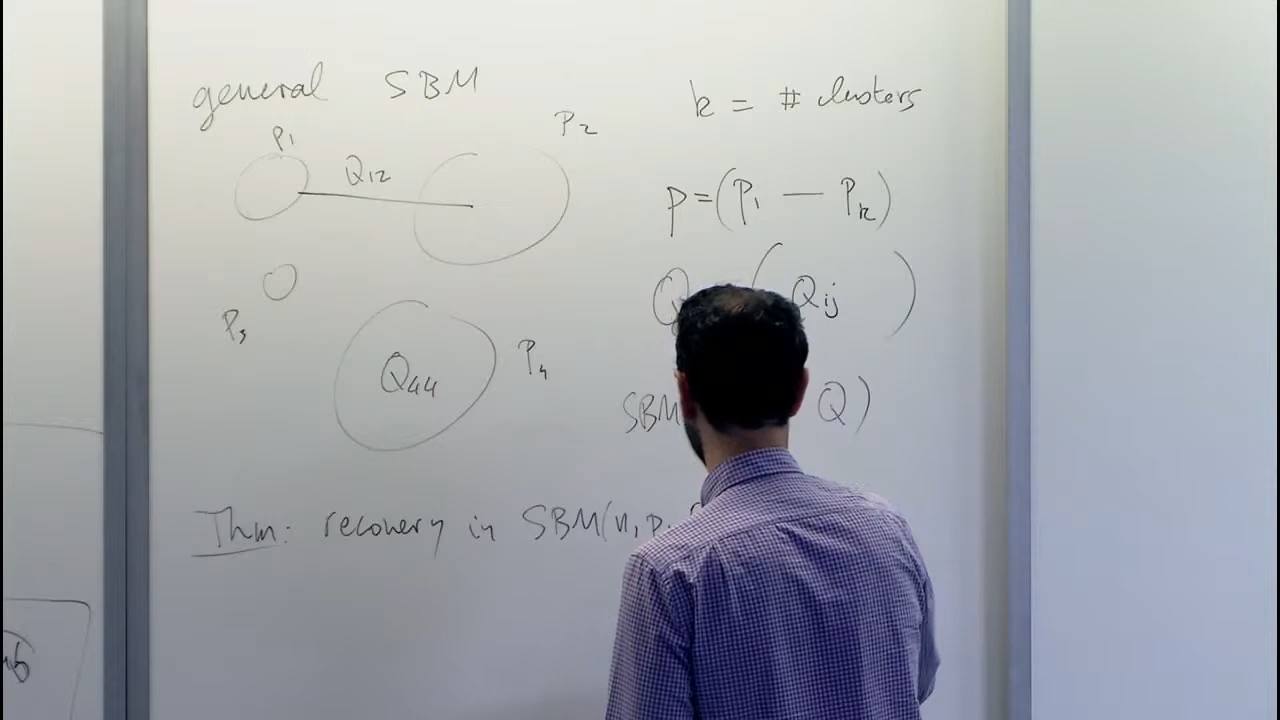 general SBM
P1
Q12
P2
P3
Q44
P4
k = # clusters
p = (P1 — Pk)
Q ( Qij )
SBM Q)
Thm: recovery in SBM(n, p,